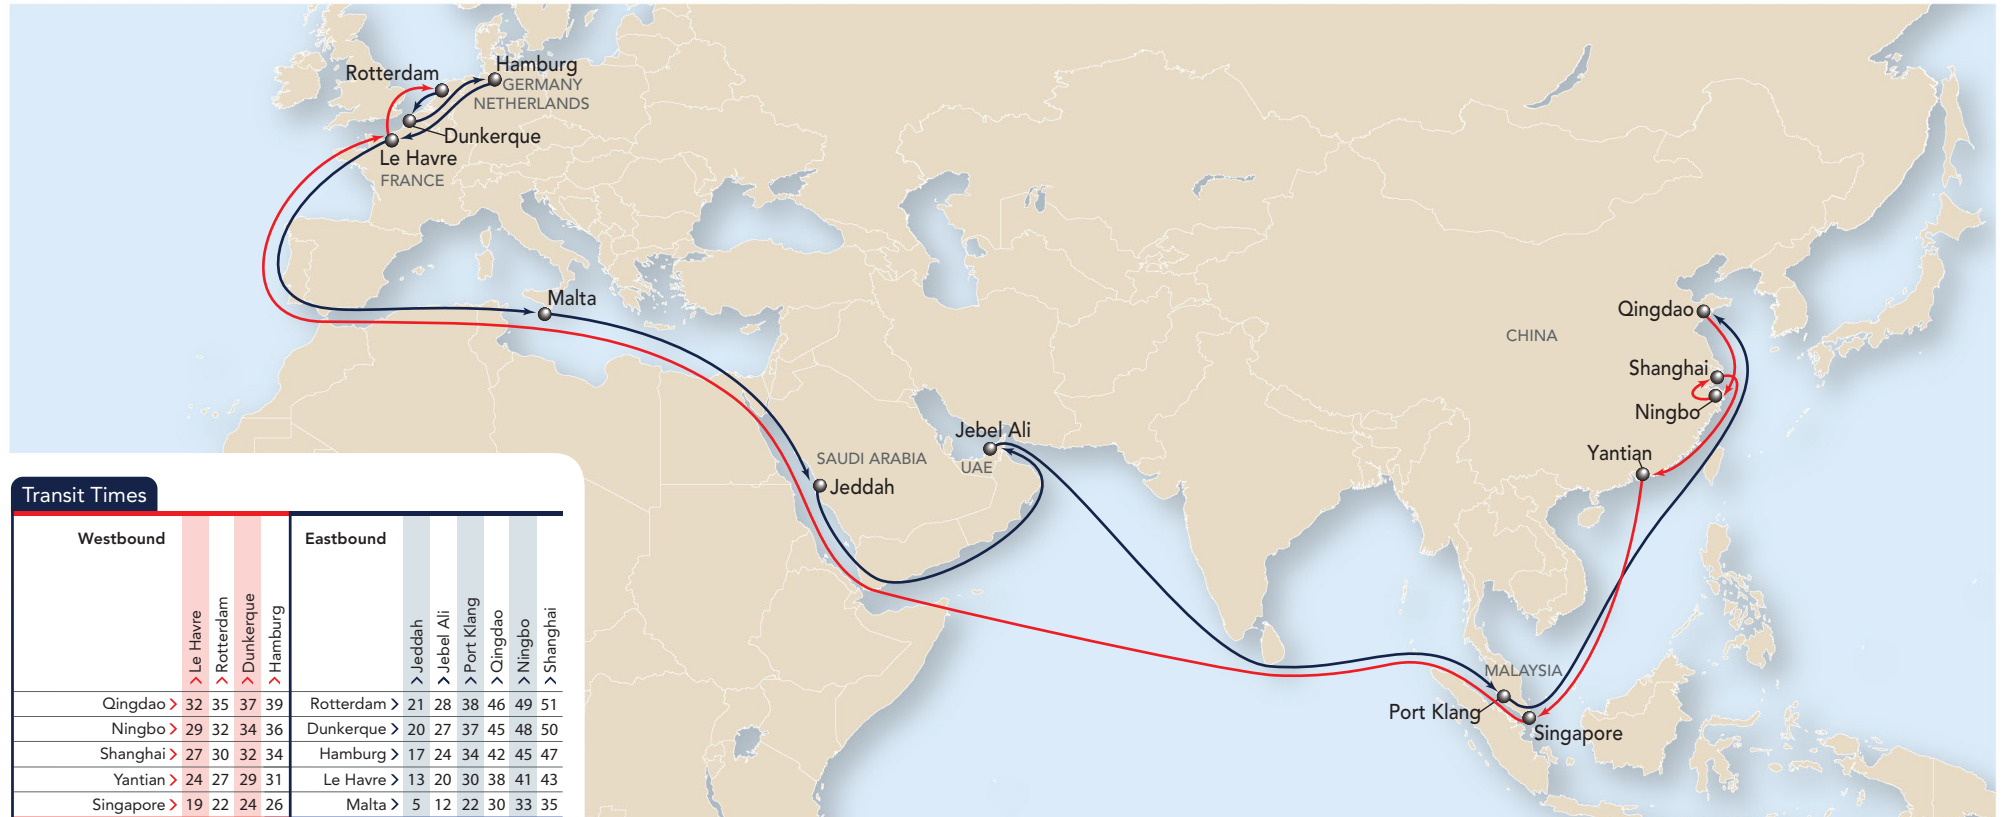 Hamburg
Rotterdam
GERMANY
NETHERLANDS
Dunkerque
Le Havre
FRANCE
Malta
Qingdao
CHINA
Shanghai
Ningbo
Jebel Ali
SAUDI ARABIA
UAE
Yantian
Jeddah
MALAYSIA
Port Klang
Singapore
Transit Times
Westbound
> Le Havre
> Rotterdam
> Dunkerque
> Hamburg
Eastbound
> Jeddah
> Jebel Ali
> Port Klang
> Qingdao
> Ningbo
> Shanghai
Qingdao > 32 35 37 39 Rotterdam > 21 28 38 46 49 51
Ningbo > 29 32 34 36 Dunkerque > 20 27 37 45 48 50
Shanghai > 27 30 32 34 Hamburg > 17 24 34 42 45 47
Yantian > 24 27 29 31 Le Havre > 13 20 30 38 41 43
Singapore > 19 22 24 26 Malta > 5 12 22 30 33 35